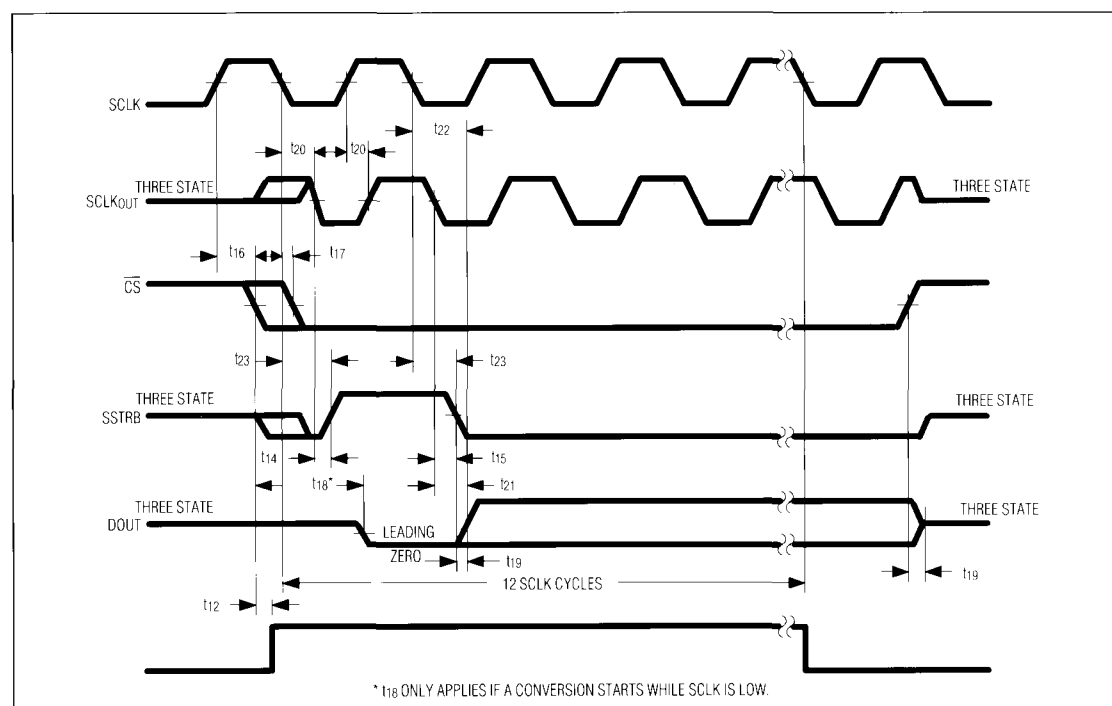 SCLK
t22
t20
t20
THREE STATE
THREE STATE
SCLKOUT
t16
t17
CS
t23
t23
THREE STATE
THREE STATE
SSTRB
t14
t15
t18*
t21
THREE STATE
THREE STATE
DOUT
LEADING
ZERO
t19
t19
12 SCLK CYCLES
t12
* t18 ONLY APPLIES IF A CONVERSION STARTS WHILE SCLK IS LOW.